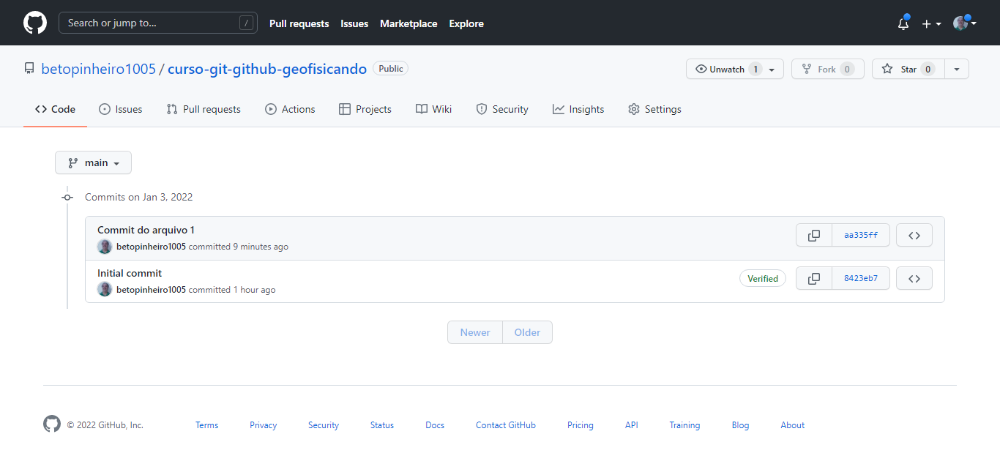 Search or jump to... /
Pull requests Issues Marketplace Explore
betopinheiro1005 / curso-git-github-geofisicando Public
Unwatch 1 Fork 0 Star 0
Code Issues Pull requests Actions Projects Wiki Security Insights Settings
main
Commits on Jan 3, 2022
Commit do arquivo 1
betopinheiro1005 committed 9 minutes ago
aa335ff
Initial commit
betopinheiro1005 committed 1 hour ago
Verified
8423eb7
Newer Older
© 2022 GitHub, Inc. Terms Privacy Security Status Docs Contact GitHub Pricing API Training Blog About